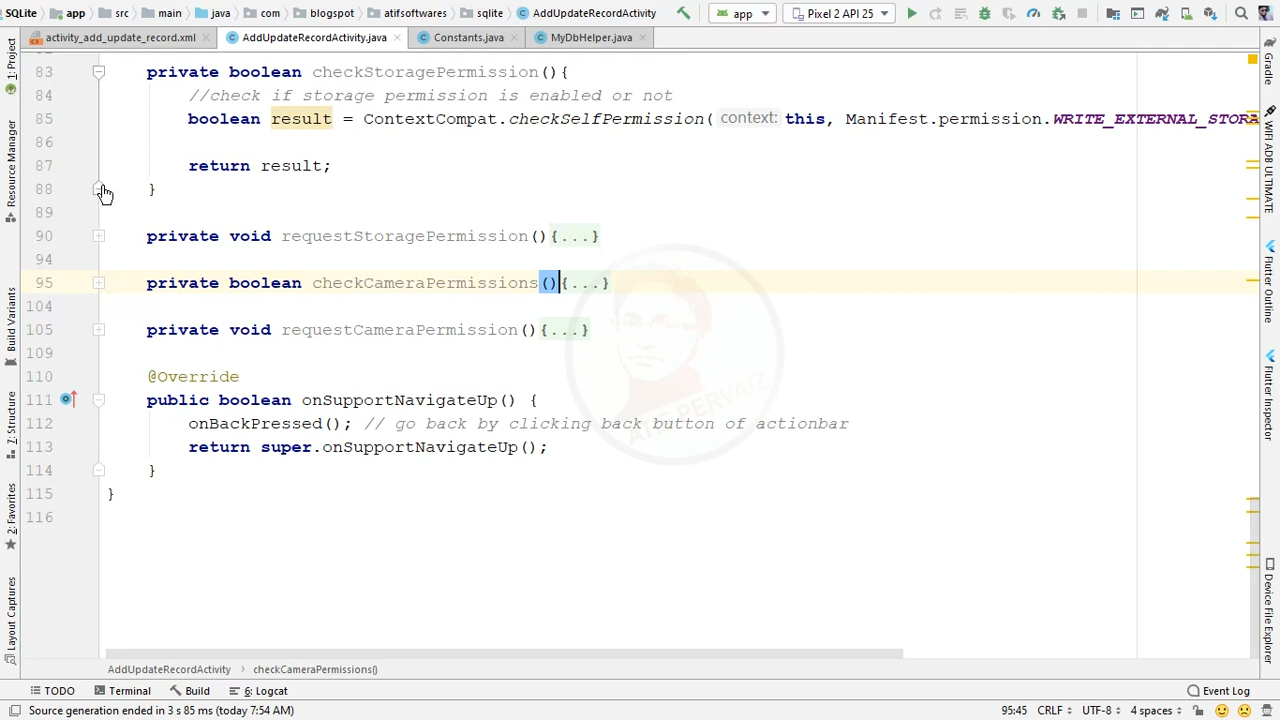 SQLite app src main java com blogspot atifsoftwares sqlite AddUpdateRecordActivity app Pixel 2 API 25
activity_add_update_record.xml AddUpdateRecordActivity.java Constants.java MyDbHelper.java
83 private boolean checkStoragePermission(){
84 //check if storage permission is enabled or not
85 boolean result = ContextCompat.checkSelfPermission( context: this, Manifest.permission.WRITE_EXTERNAL_STORA
86
87 return result;
88 }
89
90 private void requestStoragePermission(){...}
94
95 private boolean checkCameraPermissions(){...}
104
105 private void requestCameraPermission(){...}
109
110 @Override
111 public boolean onSupportNavigateUp() {
112 onBackPressed(); // go back by clicking back button of actionbar
113 return super.onSupportNavigateUp();
114 }
115 }
116
ATIF PERVAIZ
AddUpdateRecordActivity checkCameraPermissions()
TODO Terminal Build 6: Logcat Event Log
Source generation ended in 3 s 85 ms (today 7:54 AM) 95:45 CRLF UTF-8 4 spaces
1: Project
Resource Manager
Build Variants
7: Structure
2: Favorites
Layout Captures
Gradle
WIFI ADB ULTIMATE
Flutter Outline
Flutter Inspector
Device File Explorer